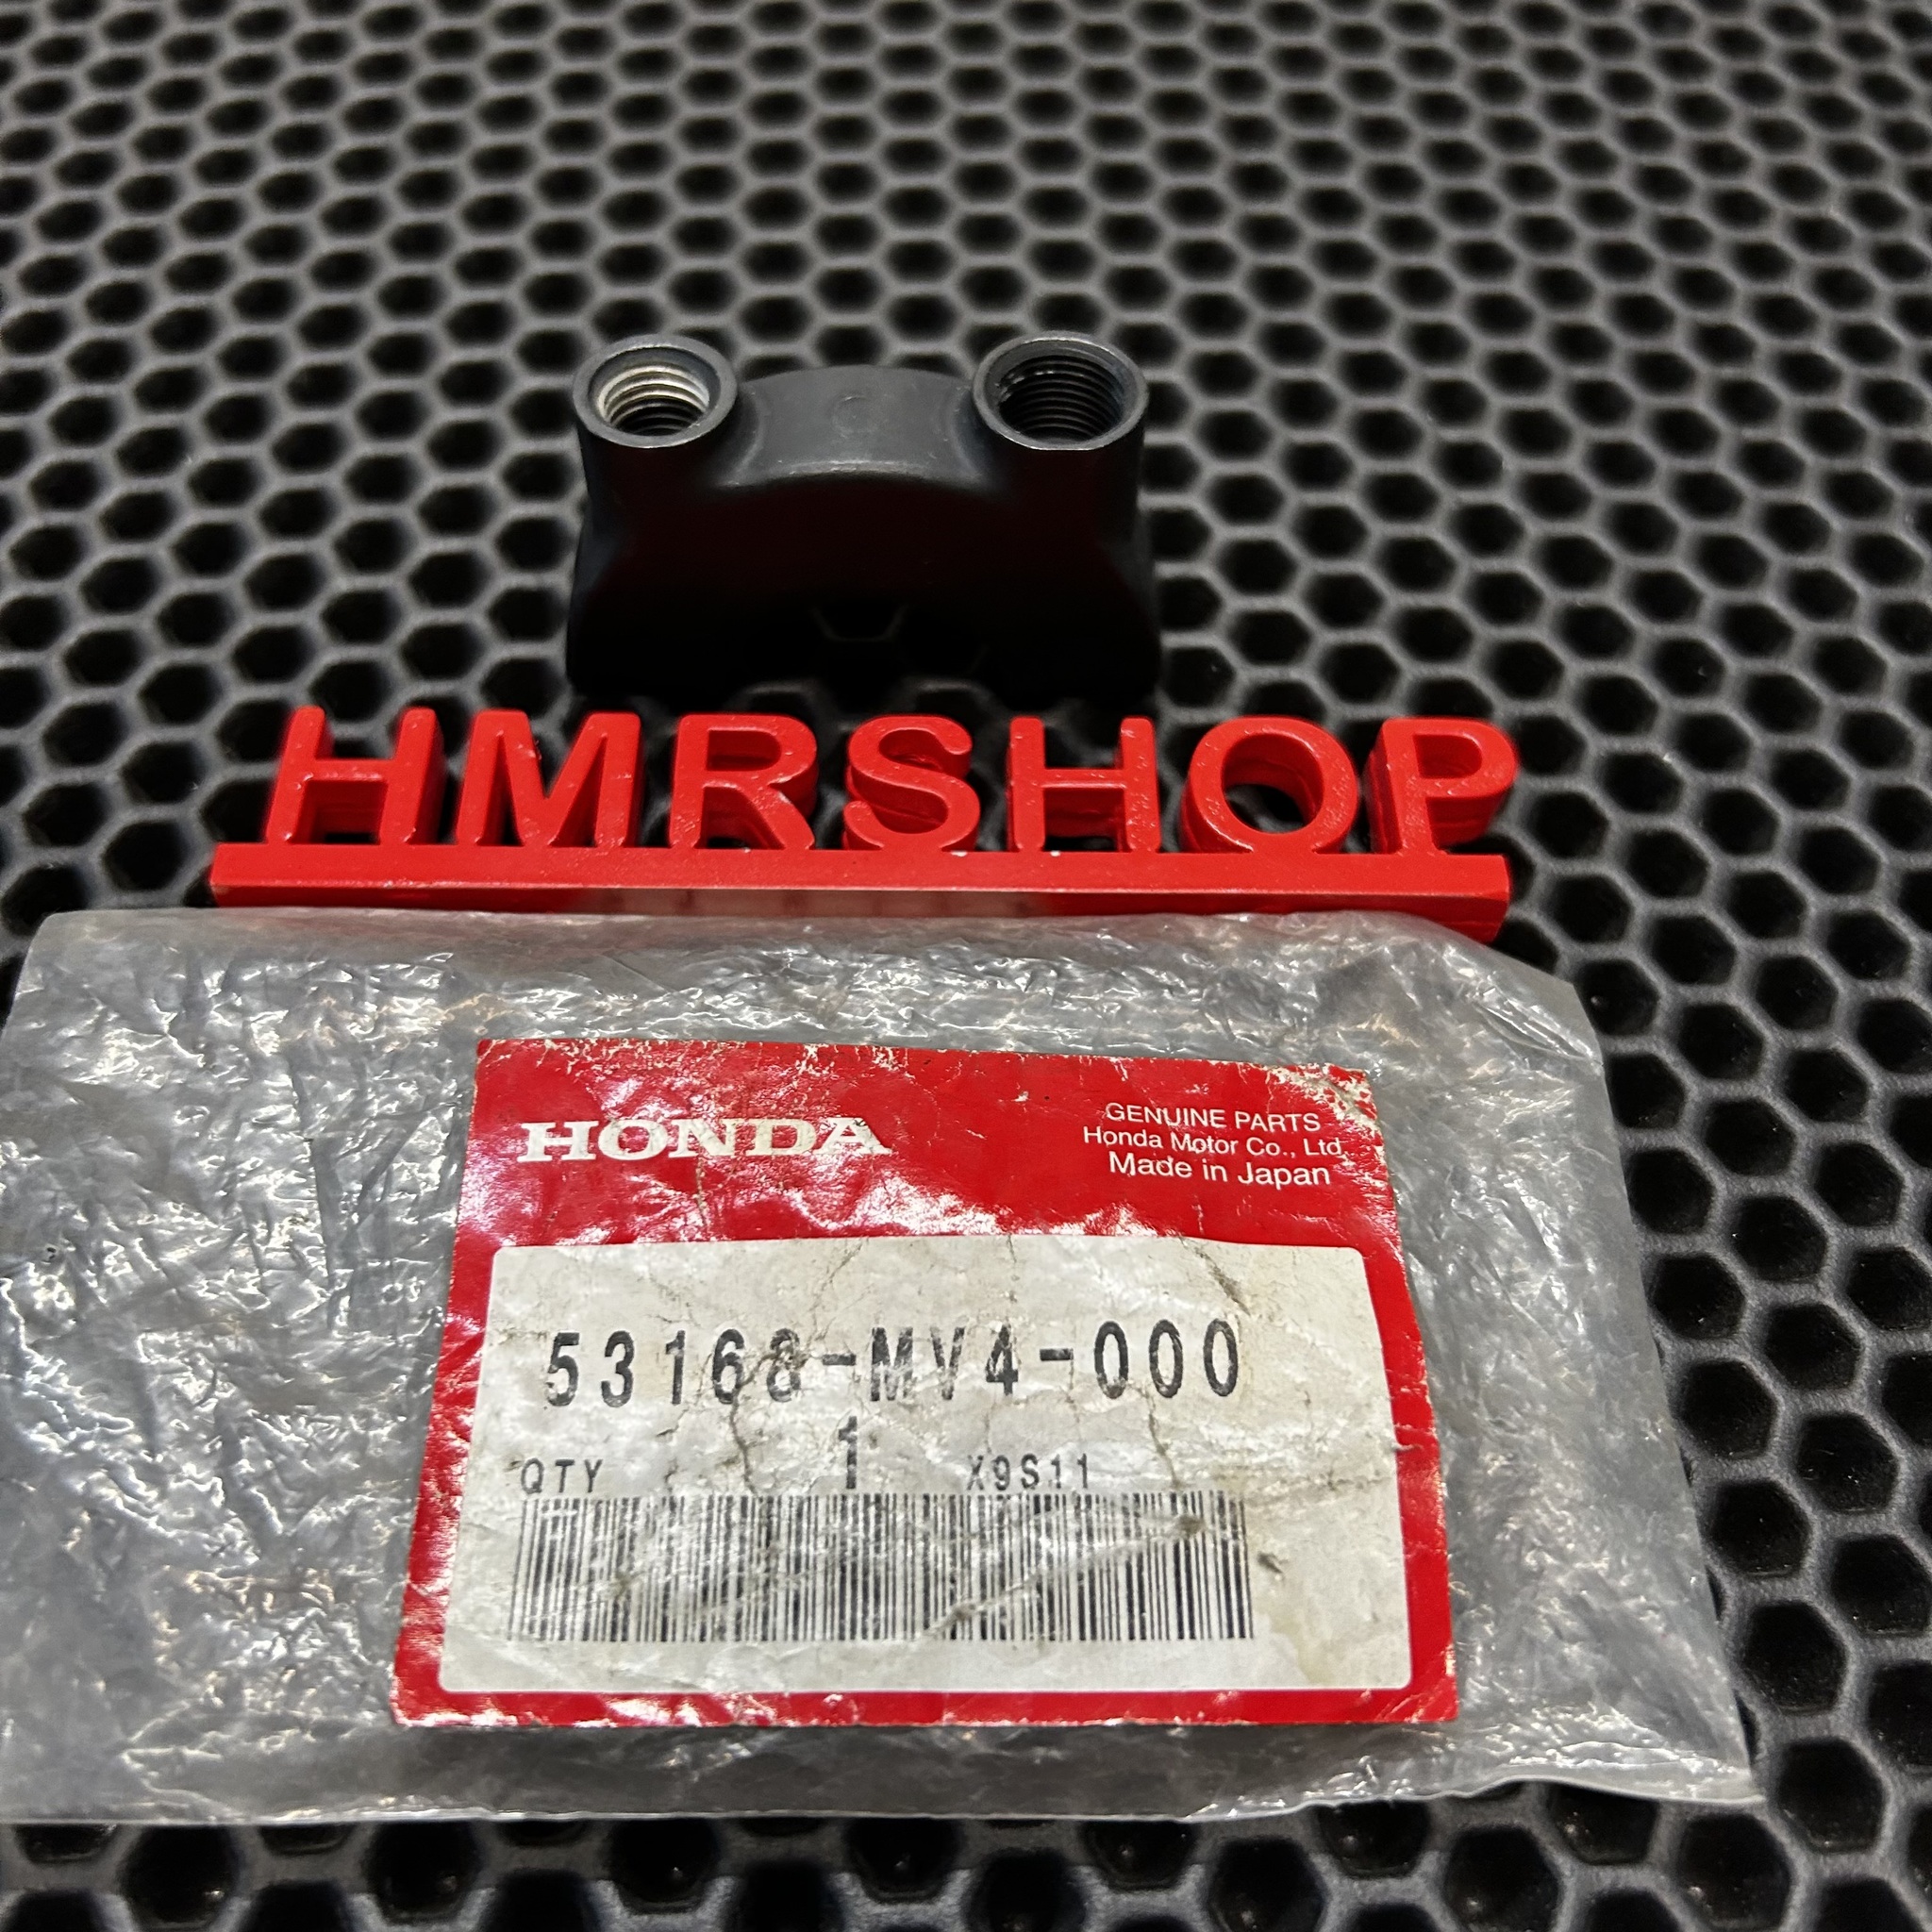 HMRSHOP
HONDA
GENUINE PARTS
Honda Motor Co., Ltd.
Made in Japan
53168-MV4-000
1
QTY X9S11